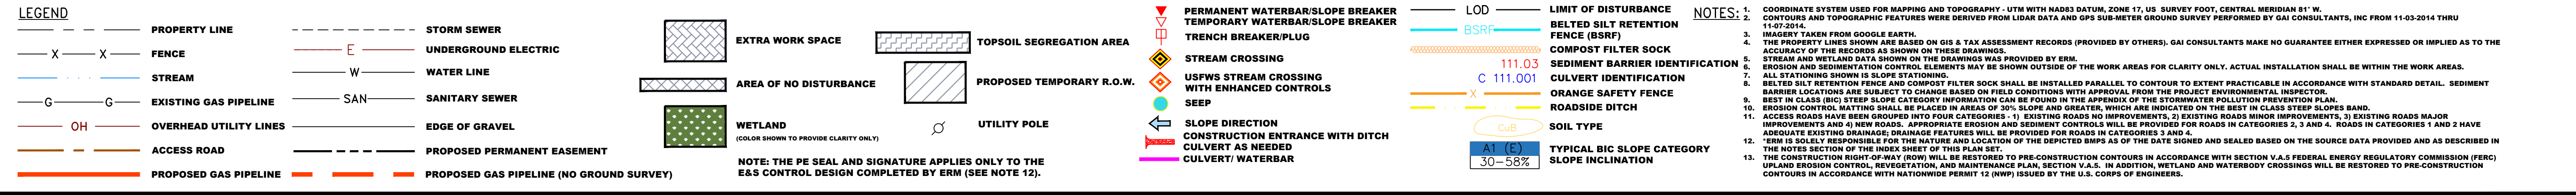 LEGEND
PROPERTY LINE
X X FENCE
STREAM
G G EXISTING GAS PIPELINE
OH OVERHEAD UTILITY LINES
ACCESS ROAD
PROPOSED GAS PIPELINE
STORM SEWER
E UNDERGROUND ELECTRIC
W WATER LINE
SAN SANITARY SEWER
EDGE OF GRAVEL
PROPOSED PERMANENT EASEMENT
PROPOSED GAS PIPELINE (NO GROUND SURVEY)
EXTRA WORK SPACE
AREA OF NO DISTURBANCE
WETLAND
(COLOR SHOWN TO PROVIDE CLARITY ONLY)
TOPSOIL SEGREGATION AREA
PROPOSED TEMPORARY R.O.W.
UTILITY POLE
NOTE: THE PE SEAL AND SIGNATURE APPLIES ONLY TO THE
E&S CONTROL DESIGN COMPLETED BY ERM (SEE NOTE 12).
PERMANENT WATERBAR/SLOPE BREAKER
TEMPORARY WATERBAR/SLOPE BREAKER
TRENCH BREAKER/PLUG
STREAM CROSSING
USFWS STREAM CROSSING
WITH ENHANCED CONTROLS
SEEP
SLOPE DIRECTION
CONSTRUCTION ENTRANCE WITH DITCH
CULVERT AS NEEDED
CULVERT/ WATERBAR
LOD LIMIT OF DISTURBANCE
BSRF BELTED SILT RETENTION
FENCE (BSRF)
COMPOST FILTER SOCK
111.03 SEDIMENT BARRIER IDENTIFICATION
C 111.001 CULVERT IDENTIFICATION
X ORANGE SAFETY FENCE
ROADSIDE DITCH
CuB SOIL TYPE
A1 (E) TYPICAL BIC SLOPE CATEGORY
30-58% SLOPE INCLINATION
NOTES:
1. COORDINATE SYSTEM USED FOR MAPPING AND TOPOGRAPHY - UTM WITH NAD83 DATUM, ZONE 17, US SURVEY FOOT, CENTRAL MERIDIAN 81° W.
2. CONTOURS AND TOPOGRAPHIC FEATURES WERE DERIVED FROM LIDAR DATA AND GPS SUB-METER GROUND SURVEY PERFORMED BY GAI CONSULTANTS, INC FROM 11-03-2014 THRU
11-07-2014.
3. IMAGERY TAKEN FROM GOOGLE EARTH.
4. THE PROPERTY LINES SHOWN ARE BASED ON GIS & TAX ASSESSMENT RECORDS (PROVIDED BY OTHERS). GAI CONSULTANTS MAKE NO GUARANTEE EITHER EXPRESSED OR IMPLIED AS TO THE
ACCURACY OF THE RECORDS AS SHOWN ON THESE DRAWINGS.
5. STREAM AND WETLAND DATA SHOWN ON THE DRAWINGS WAS PROVIDED BY ERM.
6. EROSION AND SEDIMENTATION CONTROL ELEMENTS MAY BE SHOWN OUTSIDE OF THE WORK AREAS FOR CLARITY ONLY. ACTUAL INSTALLATION SHALL BE WITHIN THE WORK AREAS.
7. ALL STATIONING SHOWN IS SLOPE STATIONING.
8. BELTED SILT RETENTION FENCE AND COMPOST FILTER SOCK SHALL BE INSTALLED PARALLEL TO CONTOUR TO EXTENT PRACTICABLE IN ACCORDANCE WITH STANDARD DETAIL. SEDIMENT
BARRIER LOCATIONS ARE SUBJECT TO CHANGE BASED ON FIELD CONDITIONS WITH APPROVAL FROM THE PROJECT ENVIRONMENTAL INSPECTOR.
9. BEST IN CLASS (BIC) STEEP SLOPE CATEGORY INFORMATION CAN BE FOUND IN THE APPENDIX OF THE STORMWATER POLLUTION PREVENTION PLAN.
10. EROSION CONTROL MATTING SHALL BE PLACED IN AREAS OF 30% SLOPE AND GREATER, WHICH ARE INDICATED ON THE BEST IN CLASS STEEP SLOPES BAND.
11. ACCESS ROADS HAVE BEEN GROUPED INTO FOUR CATEGORIES - 1) EXISTING ROADS NO IMPROVEMENTS, 2) EXISTING ROADS MINOR IMPROVEMENTS, 3) EXISTING ROADS MAJOR
IMPROVEMENTS AND 4) NEW ROADS. APPROPRIATE EROSION AND SEDIMENT CONTROLS WILL BE PROVIDED FOR ROADS IN CATEGORIES 2, 3 AND 4. ROADS IN CATEGORIES 1 AND 2 HAVE
ADEQUATE EXISTING DRAINAGE; DRAINAGE FEATURES WILL BE PROVIDED FOR ROADS IN CATEGORIES 3 AND 4.
12. "ERM IS SOLELY RESPONSIBLE FOR THE NATURE AND LOCATION OF THE DEPICTED BMPS AS OF THE DATE SIGNED AND SEALED BASED ON THE SOURCE DATA PROVIDED AND AS DESCRIBED IN
THE NOTES SECTION OF THE INDEX SHEET OF THIS PLAN SET.
13. THE CONSTRUCTION RIGHT-OF-WAY (ROW) WILL BE RESTORED TO PRE-CONSTRUCTION CONTOURS IN ACCORDANCE WITH SECTION V.A.5 FEDERAL ENERGY REGULATORY COMMISSION (FERC)
UPLAND EROSION CONTROL, REVEGETATION, AND MAINTENANCE PLAN, SECTION V.A.5. IN ADDITION, WETLAND AND WATERBODY CROSSINGS WILL BE RESTORED TO PRE-CONSTRUCTION
CONTOURS IN ACCORDANCE WITH NATIONWIDE PERMIT 12 (NWP) ISSUED BY THE U.S. CORPS OF ENGINEERS.